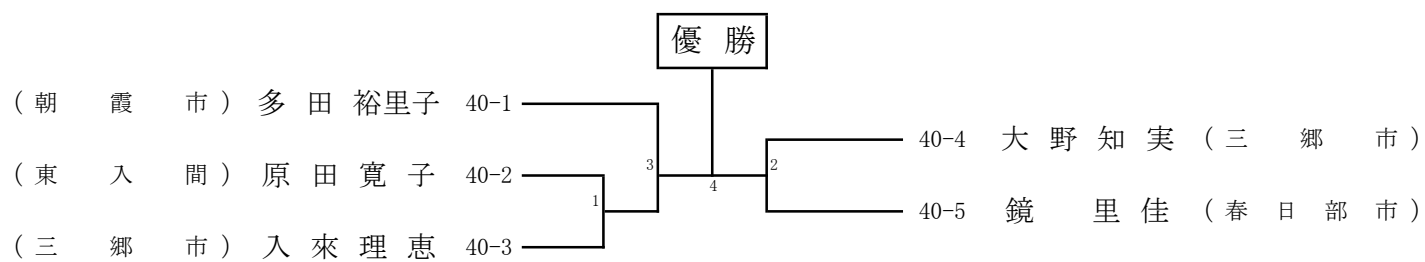 優勝
(朝霞市) 多田裕里子 40-1
40-4 大野知実 (三郷市)
3
2
(東入間) 原田寛子 40-2
4
1
40-5 鏡 里佳 (春日部市)
(三郷市) 入來理恵 40-3